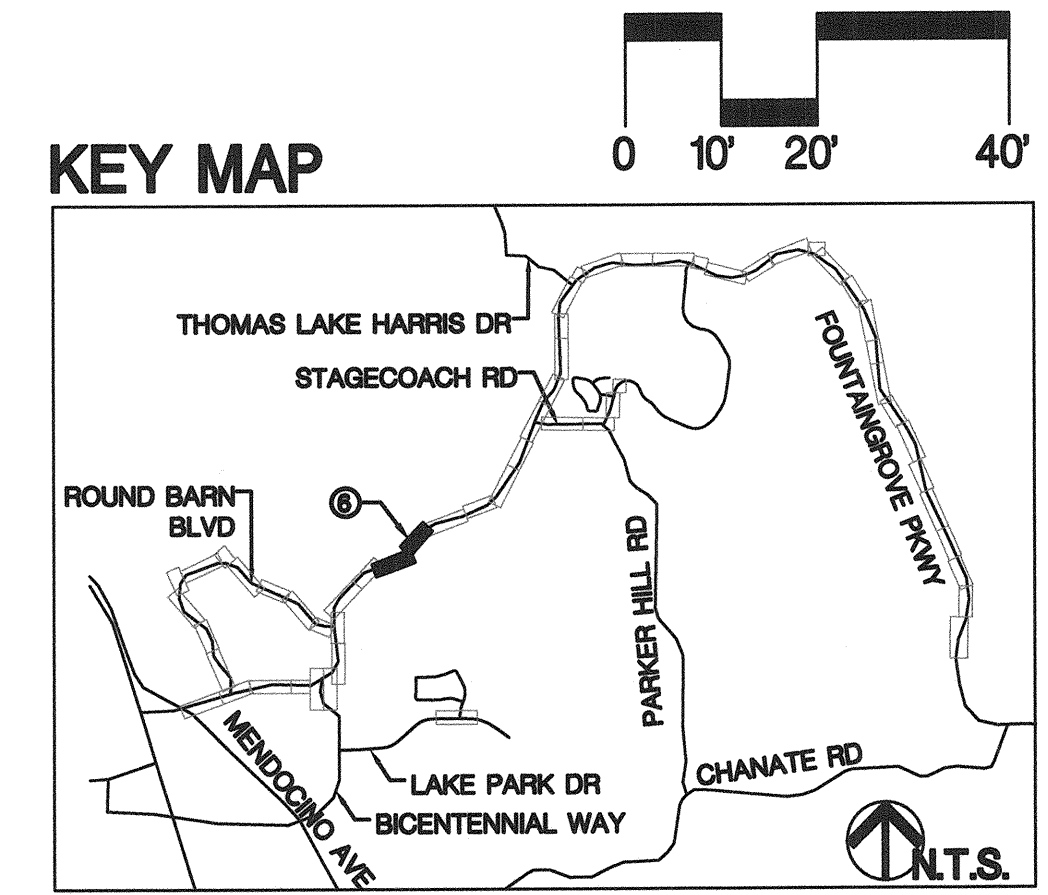 0 10' 20' 40'
KEY MAP
THOMAS LAKE HARRIS DR
STAGECOACH RD
FOUNTAINGROVE PKWY
ROUND BARN
BLVD
6
PARKER HILL RD
MENDOCINO AVE
CHANATE RD
LAKE PARK DR
BICENTENNIAL WAY
N.T.S.